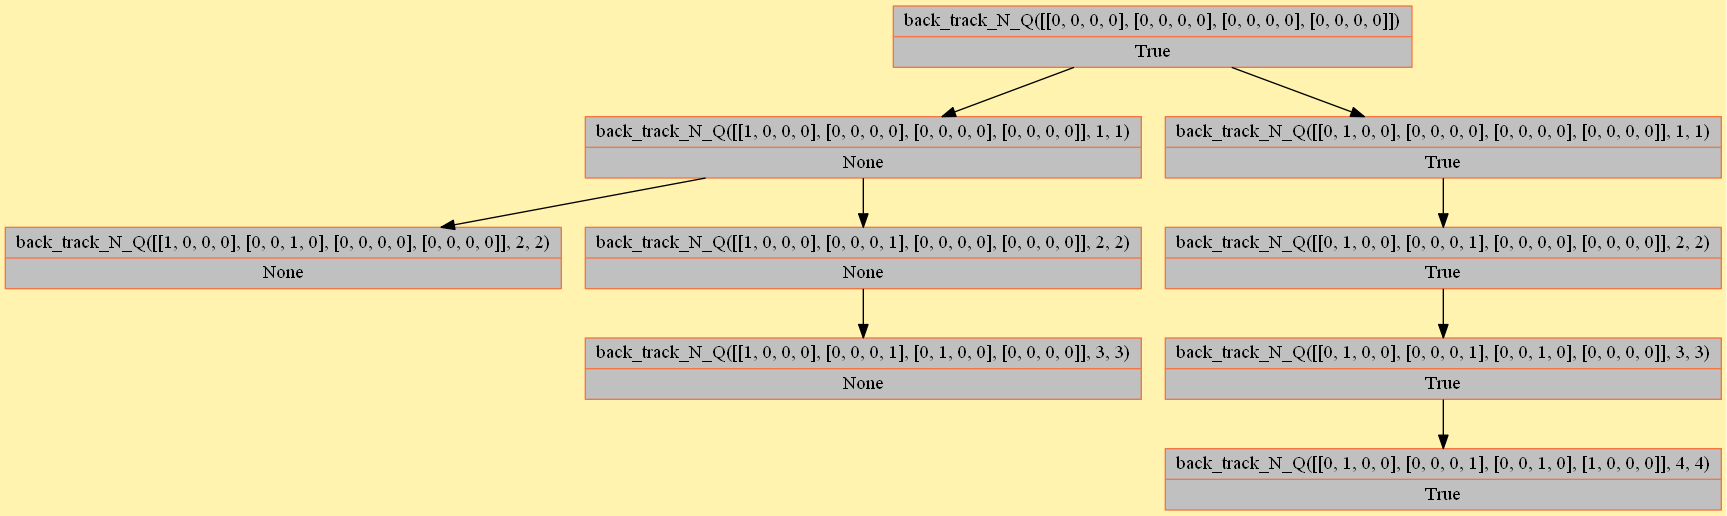 back_track_N_Q([[0, 0, 0, 0], [0, 0, 0, 0], [0, 0, 0, 0], [0, 0, 0, 0]])
True
back_track_N_Q([[1, 0, 0, 0], [0, 0, 0, 0], [0, 0, 0, 0], [0, 0, 0, 0]], 1, 1)
None
back_track_N_Q([[0, 1, 0, 0], [0, 0, 0, 0], [0, 0, 0, 0], [0, 0, 0, 0]], 1, 1)
True
back_track_N_Q([[1, 0, 0, 0], [0, 0, 1, 0], [0, 0, 0, 0], [0, 0, 0, 0]], 2, 2)
None
back_track_N_Q([[1, 0, 0, 0], [0, 0, 0, 1], [0, 0, 0, 0], [0, 0, 0, 0]], 2, 2)
None
back_track_N_Q([[0, 1, 0, 0], [0, 0, 0, 1], [0, 0, 0, 0], [0, 0, 0, 0]], 2, 2)
True
back_track_N_Q([[1, 0, 0, 0], [0, 0, 0, 1], [0, 1, 0, 0], [0, 0, 0, 0]], 3, 3)
None
back_track_N_Q([[0, 1, 0, 0], [0, 0, 0, 1], [0, 0, 1, 0], [0, 0, 0, 0]], 3, 3)
True
back_track_N_Q([[0, 1, 0, 0], [0, 0, 0, 1], [0, 0, 1, 0], [1, 0, 0, 0]], 4, 4)
True